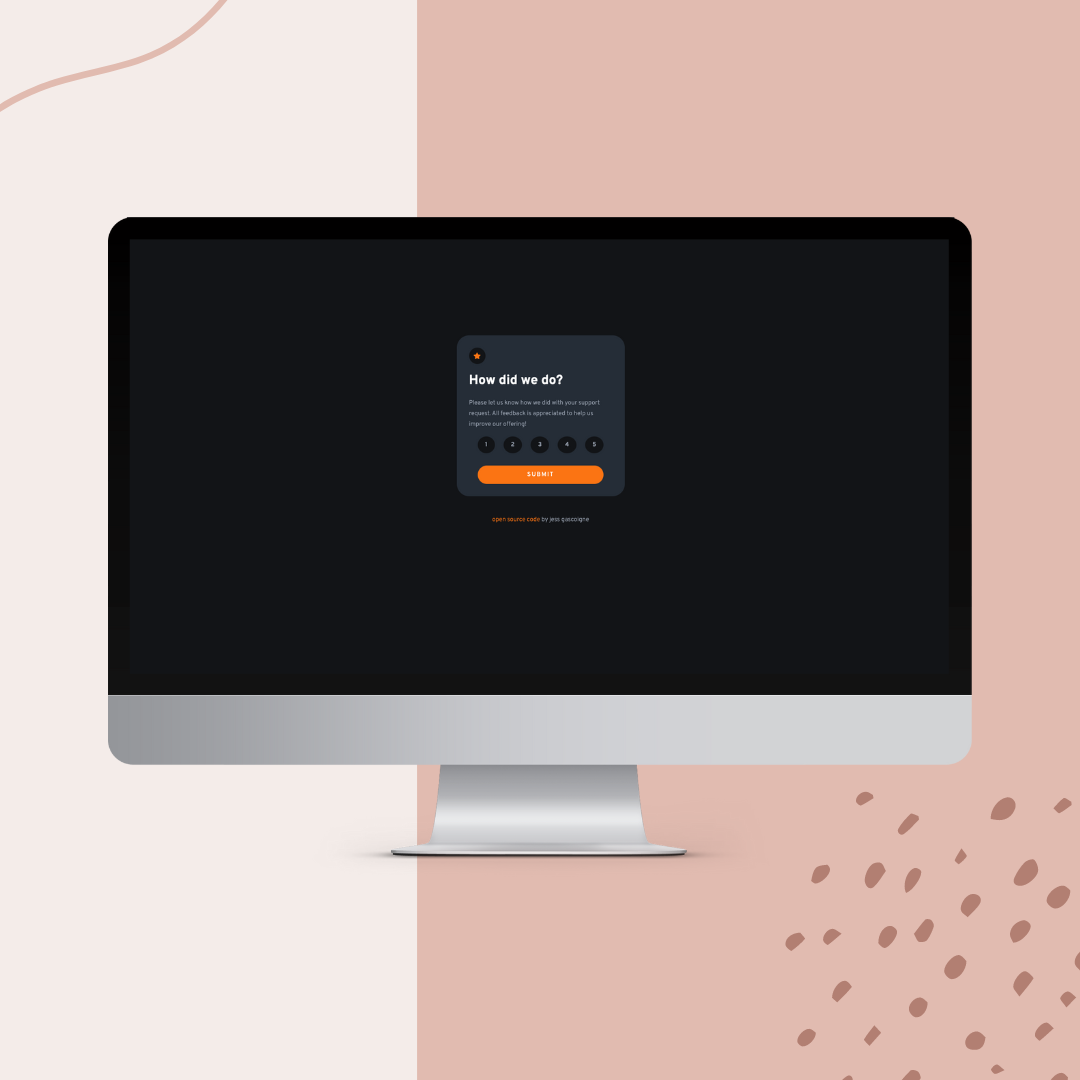 How did we do?
Please let us know how we did with your support
request. All feedback is appreciated to help us
improve our offering!
1 2 3 4 5
SUBMIT
open source code by jess gascoigne